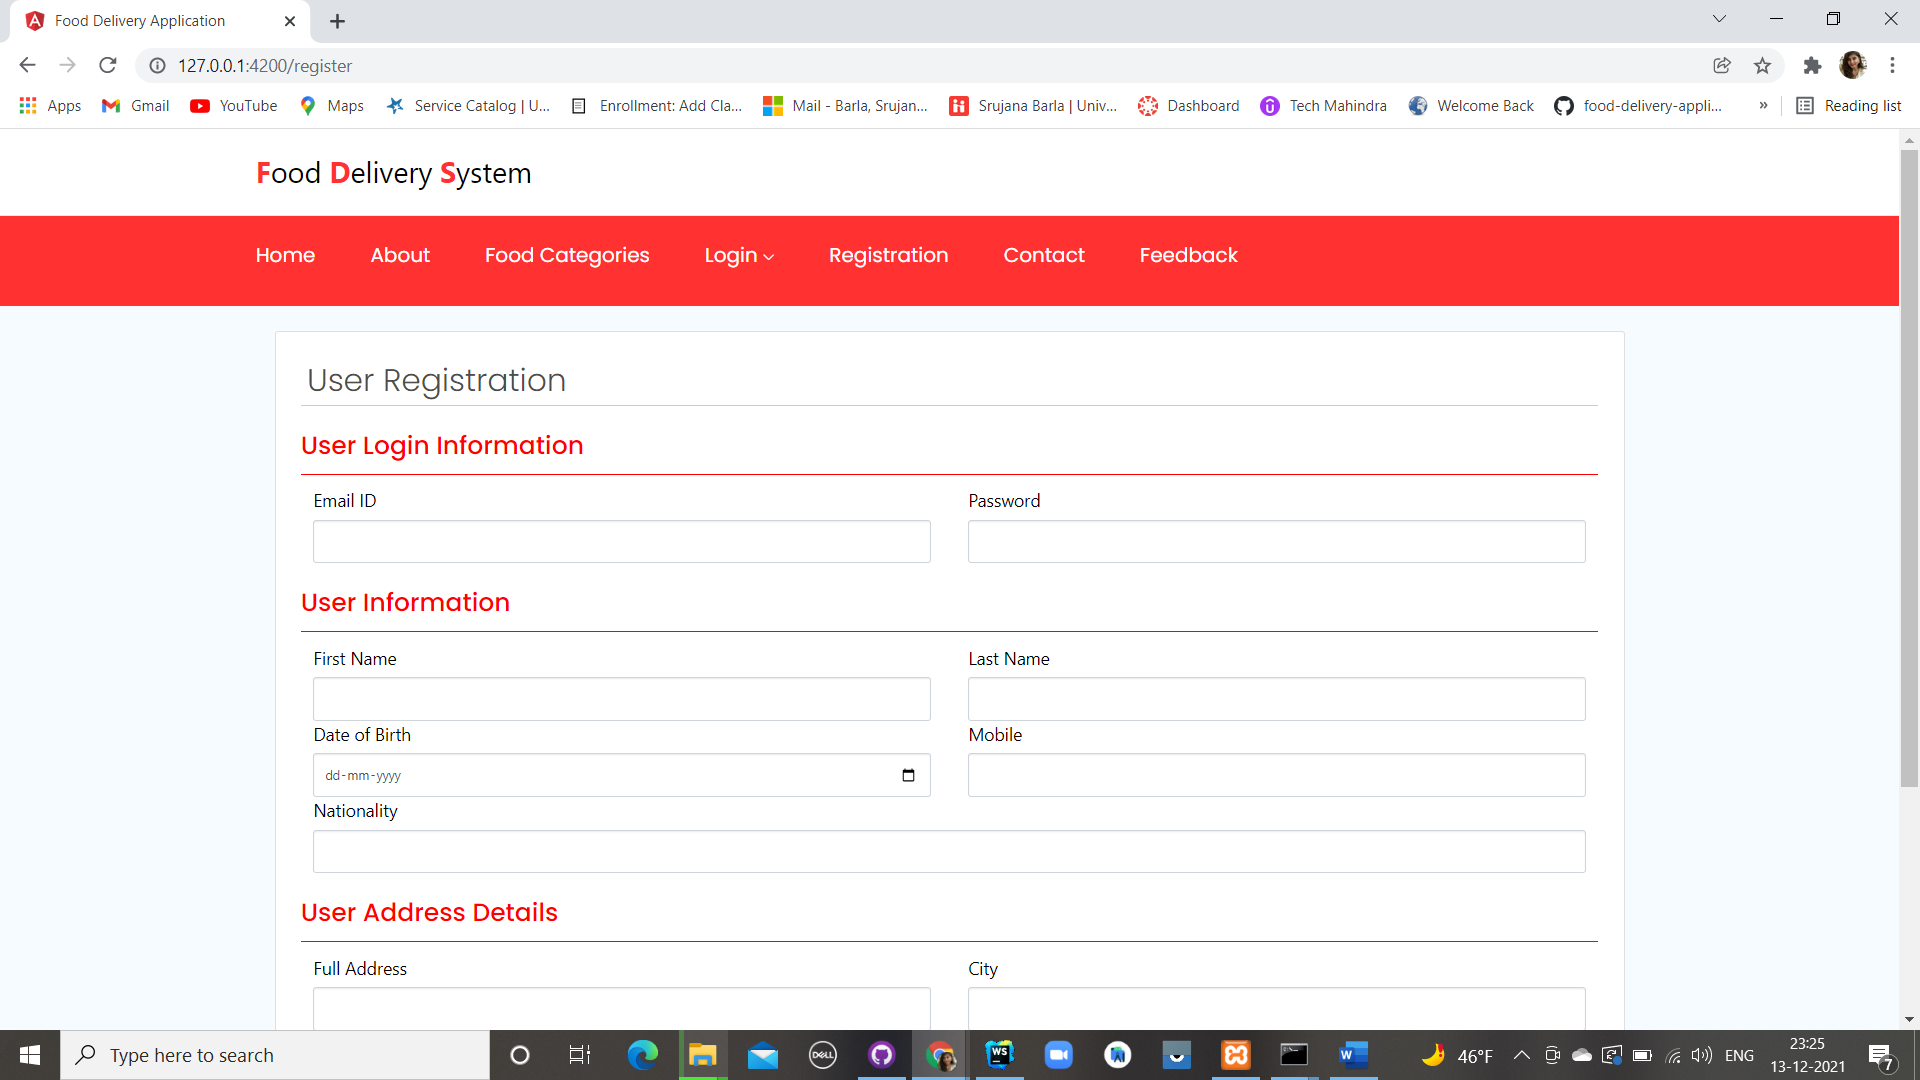 Food Delivery Application
127.0.0.1:4200/register
Apps Gmail YouTube Maps Service Catalog | U... Enrollment: Add Cla... Mail - Barla, Srujan... Srujana Barla | Univ... Dashboard Tech Mahindra Welcome Back food-delivery-appli... » Reading list
Food Delivery System
Home About Food Categories Login Registration Contact Feedback
User Registration
User Login Information
Email ID Password
User Information
First Name Last Name
Date of Birth Mobile
dd-mm-yyyy
Nationality
User Address Details
Full Address City
Type here to search DELL WS W 46°F ENG 23:25
13-12-2021 7